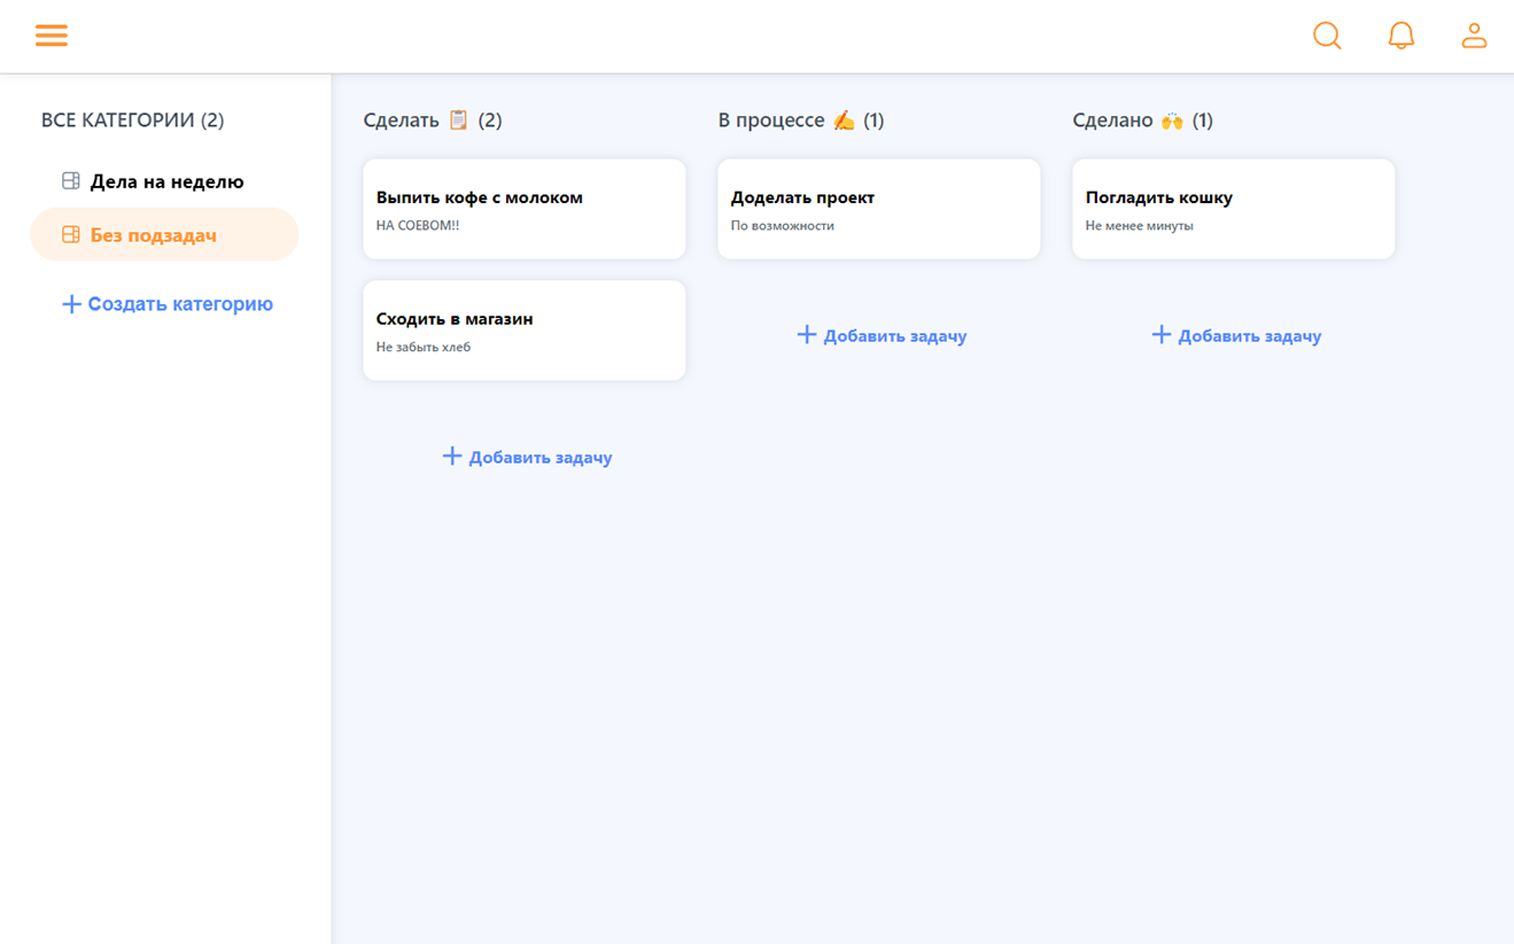 ВСЕ КАТЕГОРИИ (2)
Дела на неделю
Без подзадач
Создать категорию
Сделать 📋 (2)
Выпить кофе с молоком
НА СОЕВОМ!!
Сходить в магазин
Не забыть хлеб
Добавить задачу
В процессе ✍️ (1)
Доделать проект
По возможности
Добавить задачу
Сделано 🙌 (1)
Погладить кошку
Не менее минуты
Добавить задачу